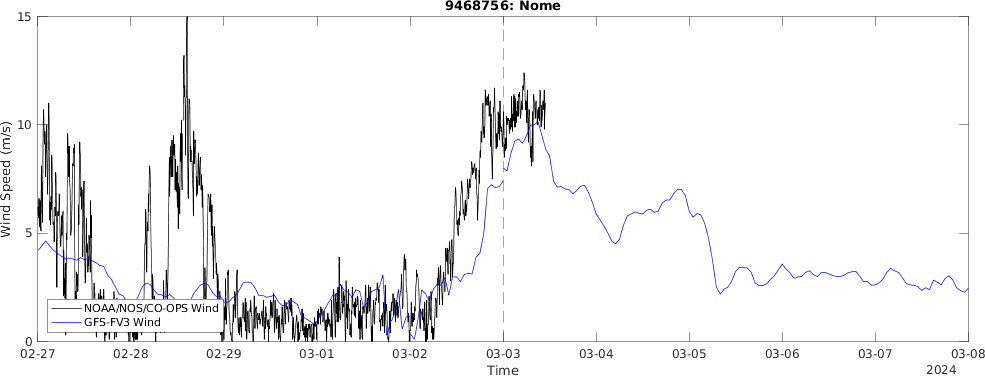 9468756: Nome
15
10
5
0
Wind Speed (m/s)
NOAA/NOS/CO-OPS Wind
GFS-FV3 Wind
02-27 02-28 02-29 03-01 03-02 03-03 03-04 03-05 03-06 03-07 03-08
Time
2024